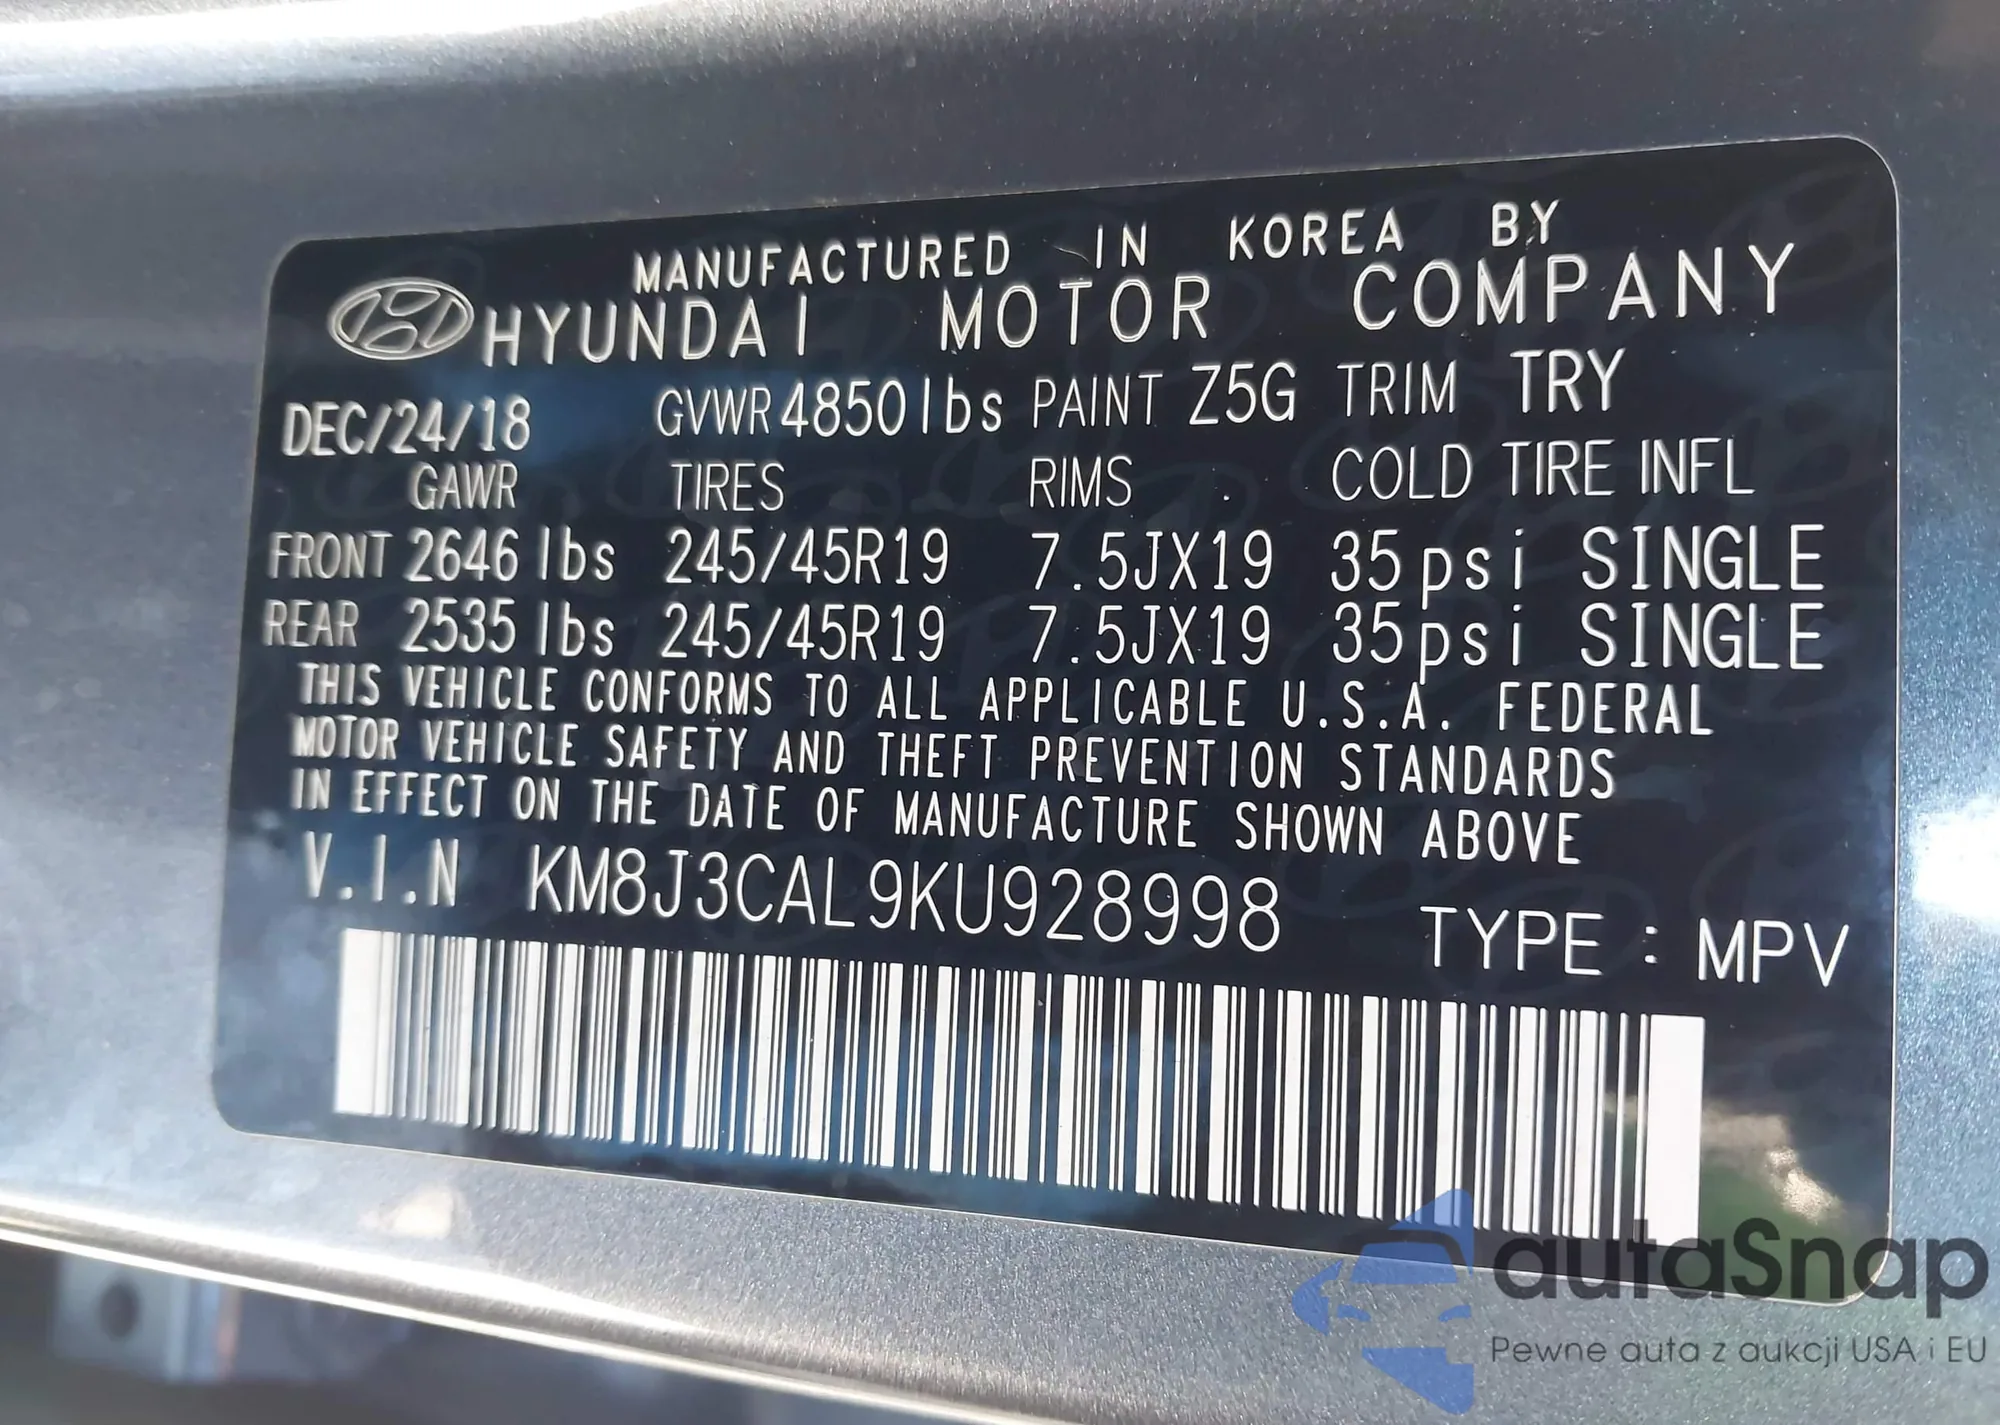 MANUFACTURED IN KOREA BY
HYUNDAI MOTOR COMPANY
DEC/24/18 GVWR 4850lbs PAINT Z5G TRIM TRY
GAWR TIRES RIMS COLD TIRE INFL
FRONT 2646 lbs 245/45R19 7.5JX19 35psi SINGLE
REAR 2535 lbs 245/45R19 7.5JX19 35psi SINGLE
THIS VEHICLE CONFORMS TO ALL APPLICABLE U.S.A. FEDERAL
MOTOR VEHICLE SAFETY AND THEFT PREVENTION STANDARDS
IN EFFECT ON THE DATE OF MANUFACTURE SHOWN ABOVE
V.I.N KM8J3CAL9KU928998 TYPE : MPV
autaSnap
Pewne auta z aukcji USA i EU